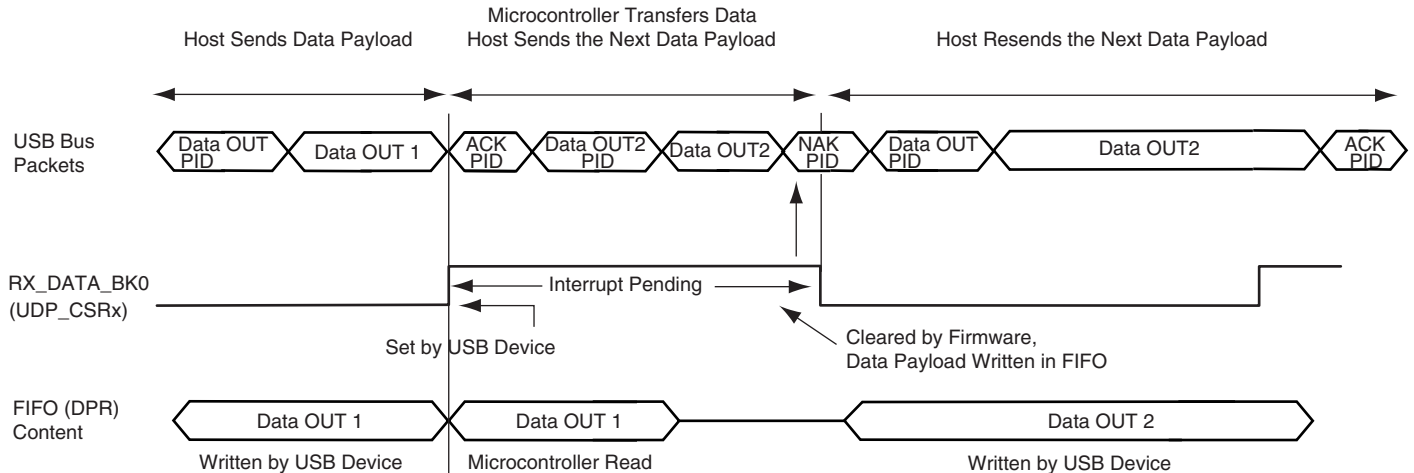 Host Sends Data Payload
Microcontroller Transfers Data
Host Sends the Next Data Payload
Host Resends the Next Data Payload
USB Bus
Packets
Data OUT
PID
Data OUT 1
ACK
PID
Data OUT2
PID
Data OUT2
NAK
PID
Data OUT
PID
Data OUT2
ACK
PID
RX_DATA_BK0
(UDP_CSRx)
Interrupt Pending
Set by USB Device
Cleared by Firmware,
Data Payload Written in FIFO
FIFO (DPR)
Content
Data OUT 1
Data OUT 1
Data OUT 2
Written by USB Device
Microcontroller Read
Written by USB Device